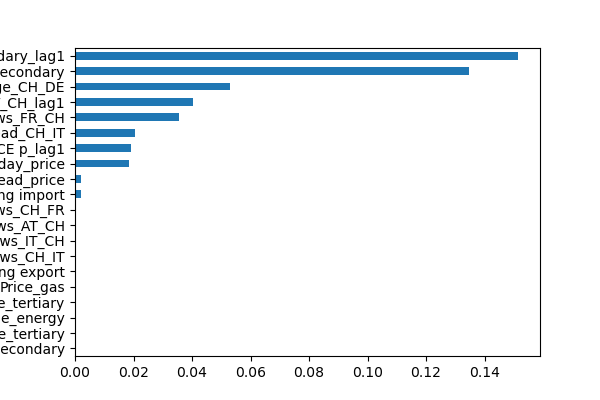 dary_lag1
econdary
ge_CH_DE
_CH_lag1
ws_FR_CH
ad_CH_IT
CE p_lag1
day_price
ead_price
ng import
ws_CH_FR
ws_AT_CH
ws_IT_CH
ws_CH_IT
ng export
Price_gas
e_tertiary
e_energy
e_tertiary
econdary
0.00 0.02 0.04 0.06 0.08 0.10 0.12 0.14